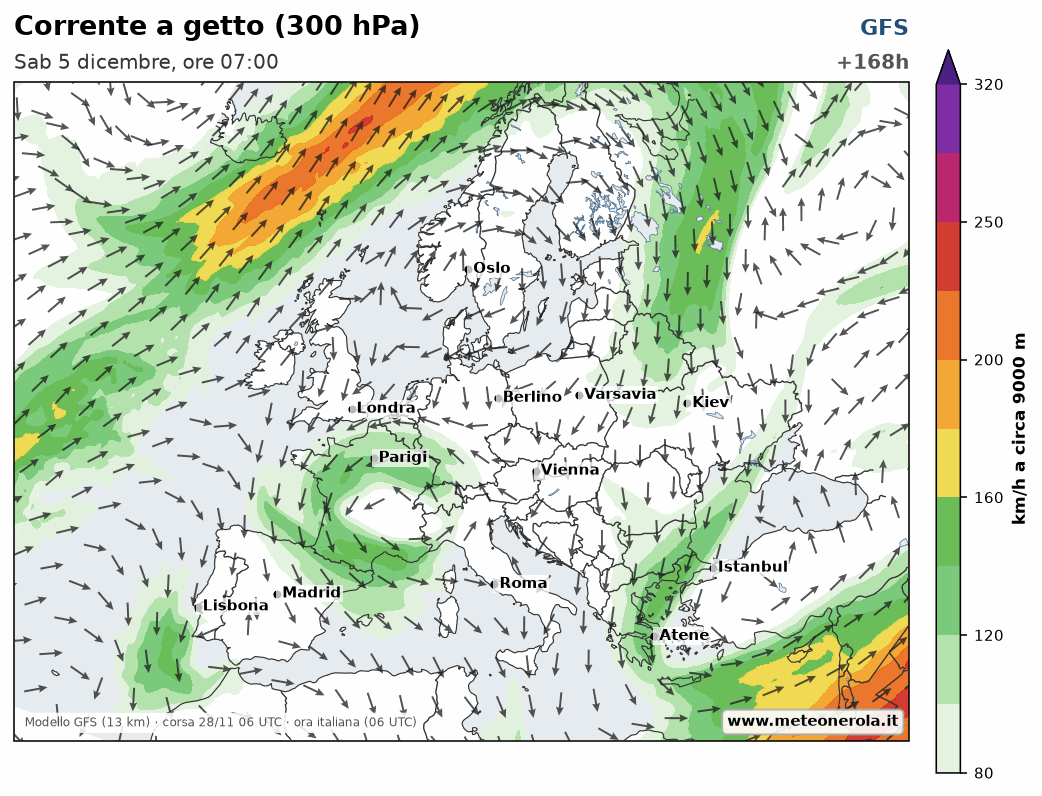 Corrente a getto (300 hPa)
GFS
Sab 5 dicembre, ore 07:00
+168h
320
250
200
160
120
80
km/h a circa 9000 m
Oslo
Berlino
Varsavia
Kiev
Londra
Parigi
Vienna
Istanbul
Roma
Madrid
Lisbona
Atene
Modello GFS (13 km) · corsa 28/11 06 UTC · ora italiana (06 UTC)
www.meteonerola.it